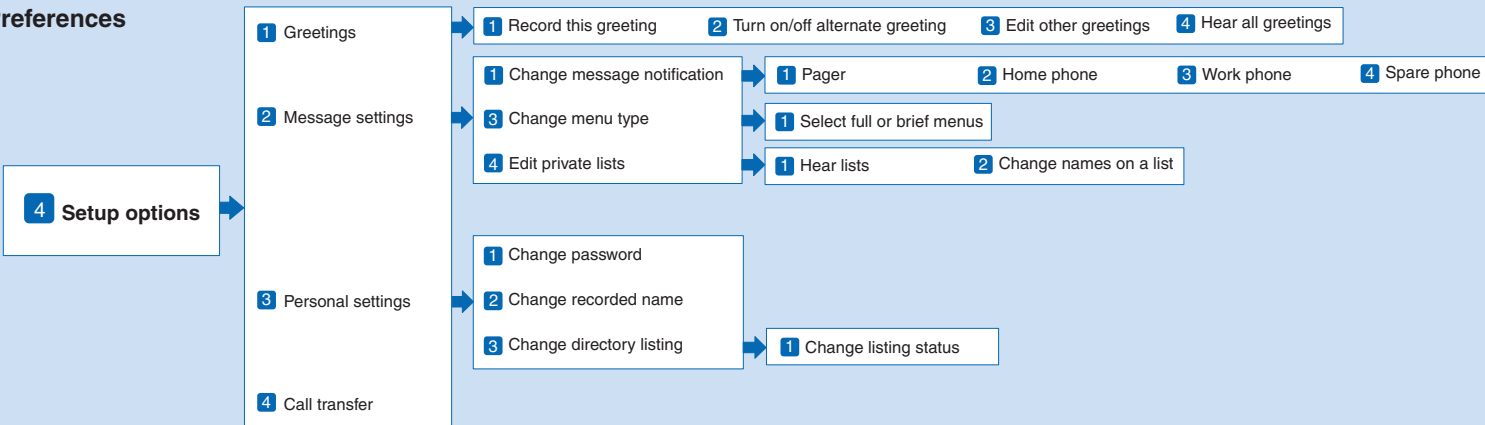 references
1 Greetings
1 Record this greeting 2 Turn on/off alternate greeting 3 Edit other greetings 4 Hear all greetings
2 Message settings
1 Change message notification
1 Pager 2 Home phone 3 Work phone 4 Spare phone
3 Change menu type
1 Select full or brief menus
4 Edit private lists
1 Hear lists 2 Change names on a list
4 Setup options
3 Personal settings
1 Change password
2 Change recorded name
3 Change directory listing
1 Change listing status
4 Call transfer